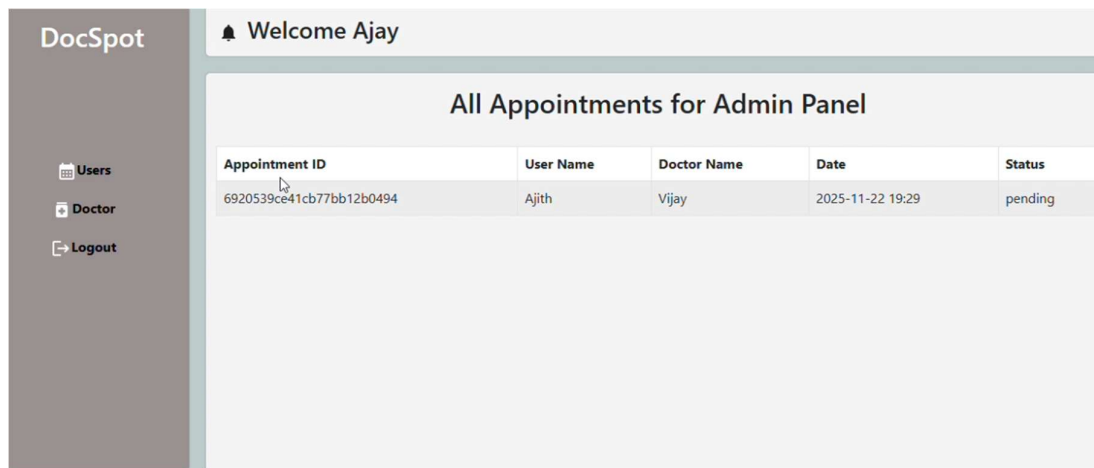 DocSpot
Welcome Ajay
All Appointments for Admin Panel
Users
Doctor
Logout
Appointment ID User Name Doctor Name Date Status
6920539ce41cb77bb12b0494 Ajith Vijay 2025-11-22 19:29 pending